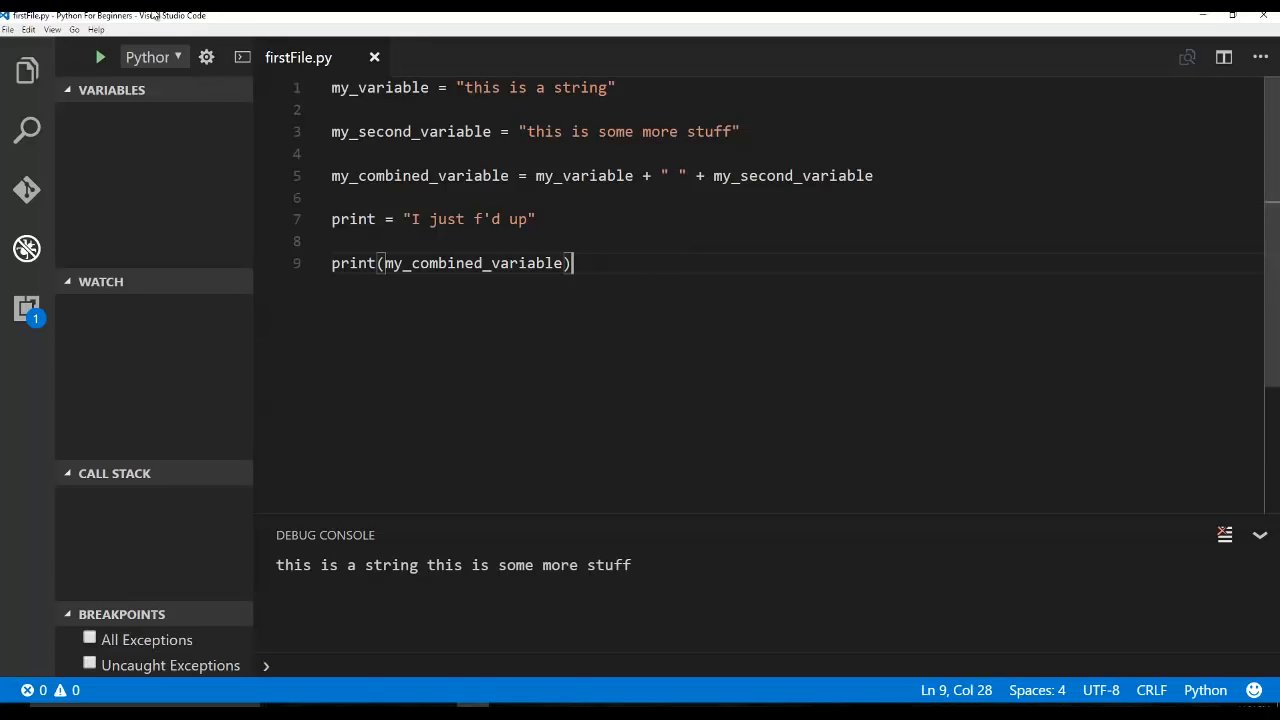 firstFile.py - Python For Beginners - Visual Studio Code
File Edit View Go Help
Python
firstFile.py
VARIABLES
1 my_variable = "this is a string"
2
3 my_second_variable = "this is some more stuff"
4
5 my_combined_variable = my_variable + " " + my_second_variable
6
7 print = "I just f'd up"
8
9 print(my_combined_variable)
WATCH
CALL STACK
DEBUG CONSOLE
this is a string this is some more stuff
BREAKPOINTS
All Exceptions
Uncaught Exceptions
1
0 0 Ln 9, Col 28 Spaces: 4 UTF-8 CRLF Python